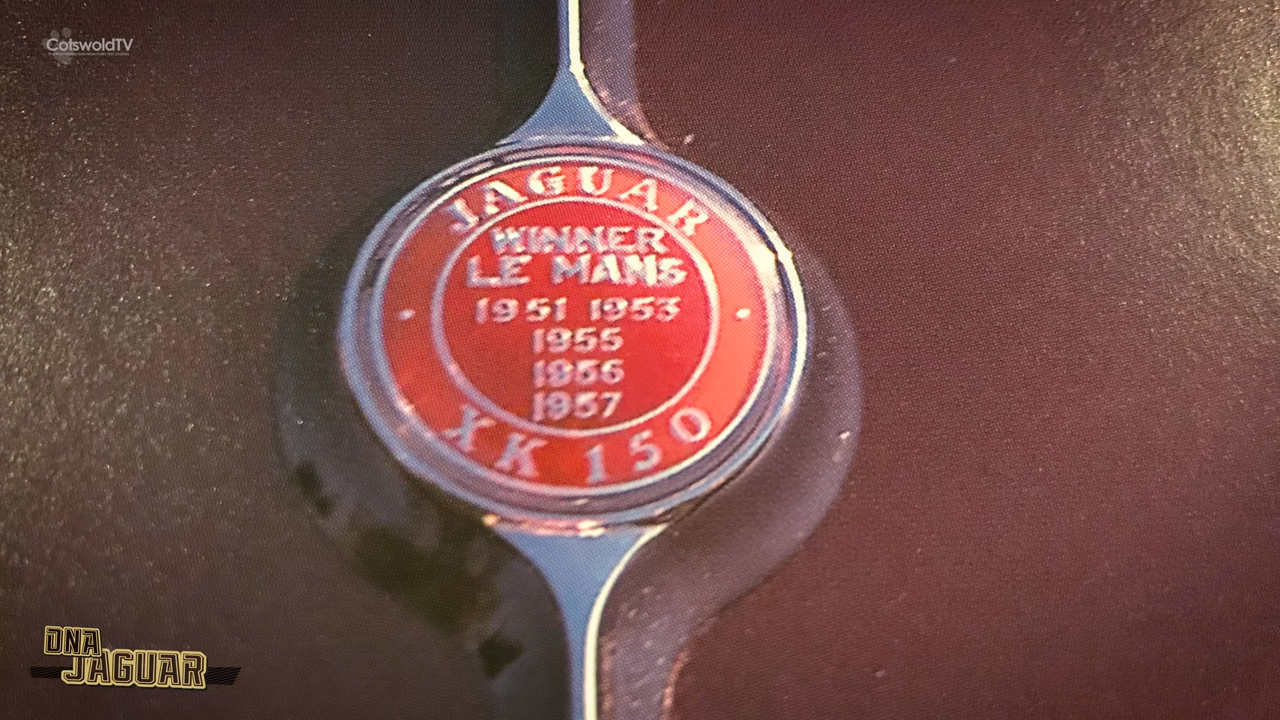 CotswoldTV
JAGUAR
WINNER
LE MANS
1951 1953
1955
1956
1957
XK 150
DNA
JAGUAR